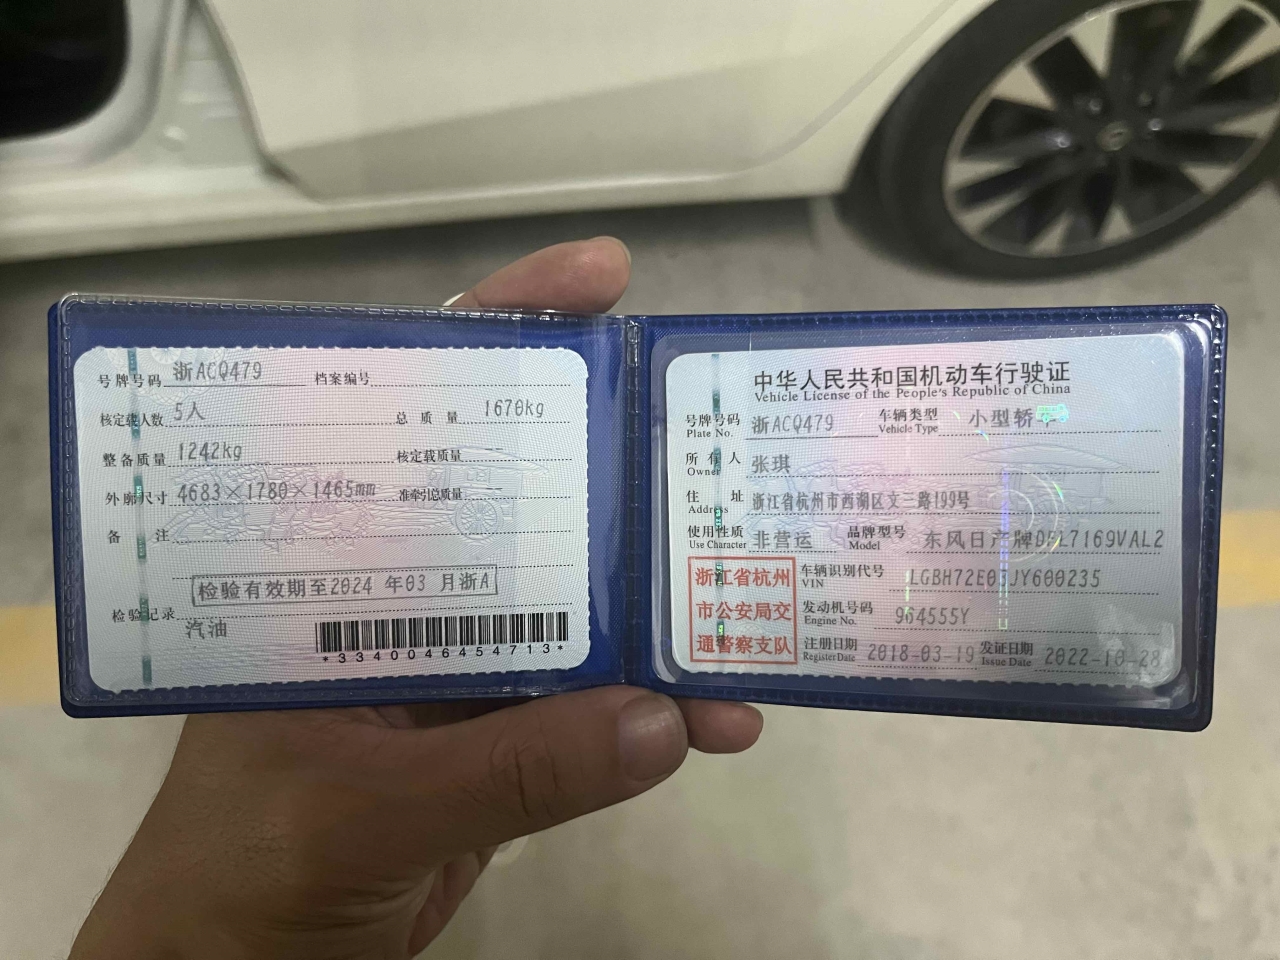 号牌号码 浙ACQ479 档案编号
核定载人数 5人 总质量 1670kg
整备质量 1242kg 核定载质量 --
外廓尺寸 4683×1780×1465mm 准牵引总质量 --
备注
检验有效期至2024 年03 月浙A
检验记录
汽油
*3340046454713*
中华人民共和国机动车行驶证
Vehicle License of the People's Republic of China
号牌号码 浙ACQ479 车辆类型 小型轿车
Plate No. Vehicle Type
所有人 张琪
Owner
住址 浙江省杭州市西湖区文三路199号
Address
使用性质 非营运 品牌型号 东风日产牌DFL7169VAL2
Use Character Model
浙江省杭州
市公安局交
通警察支队
车辆识别代号 LGBH72E03JY600235
VIN
发动机号码 964555Y
Engine No.
注册日期 2018-03-19 发证日期 2022-10-28
Register Date Issue Date